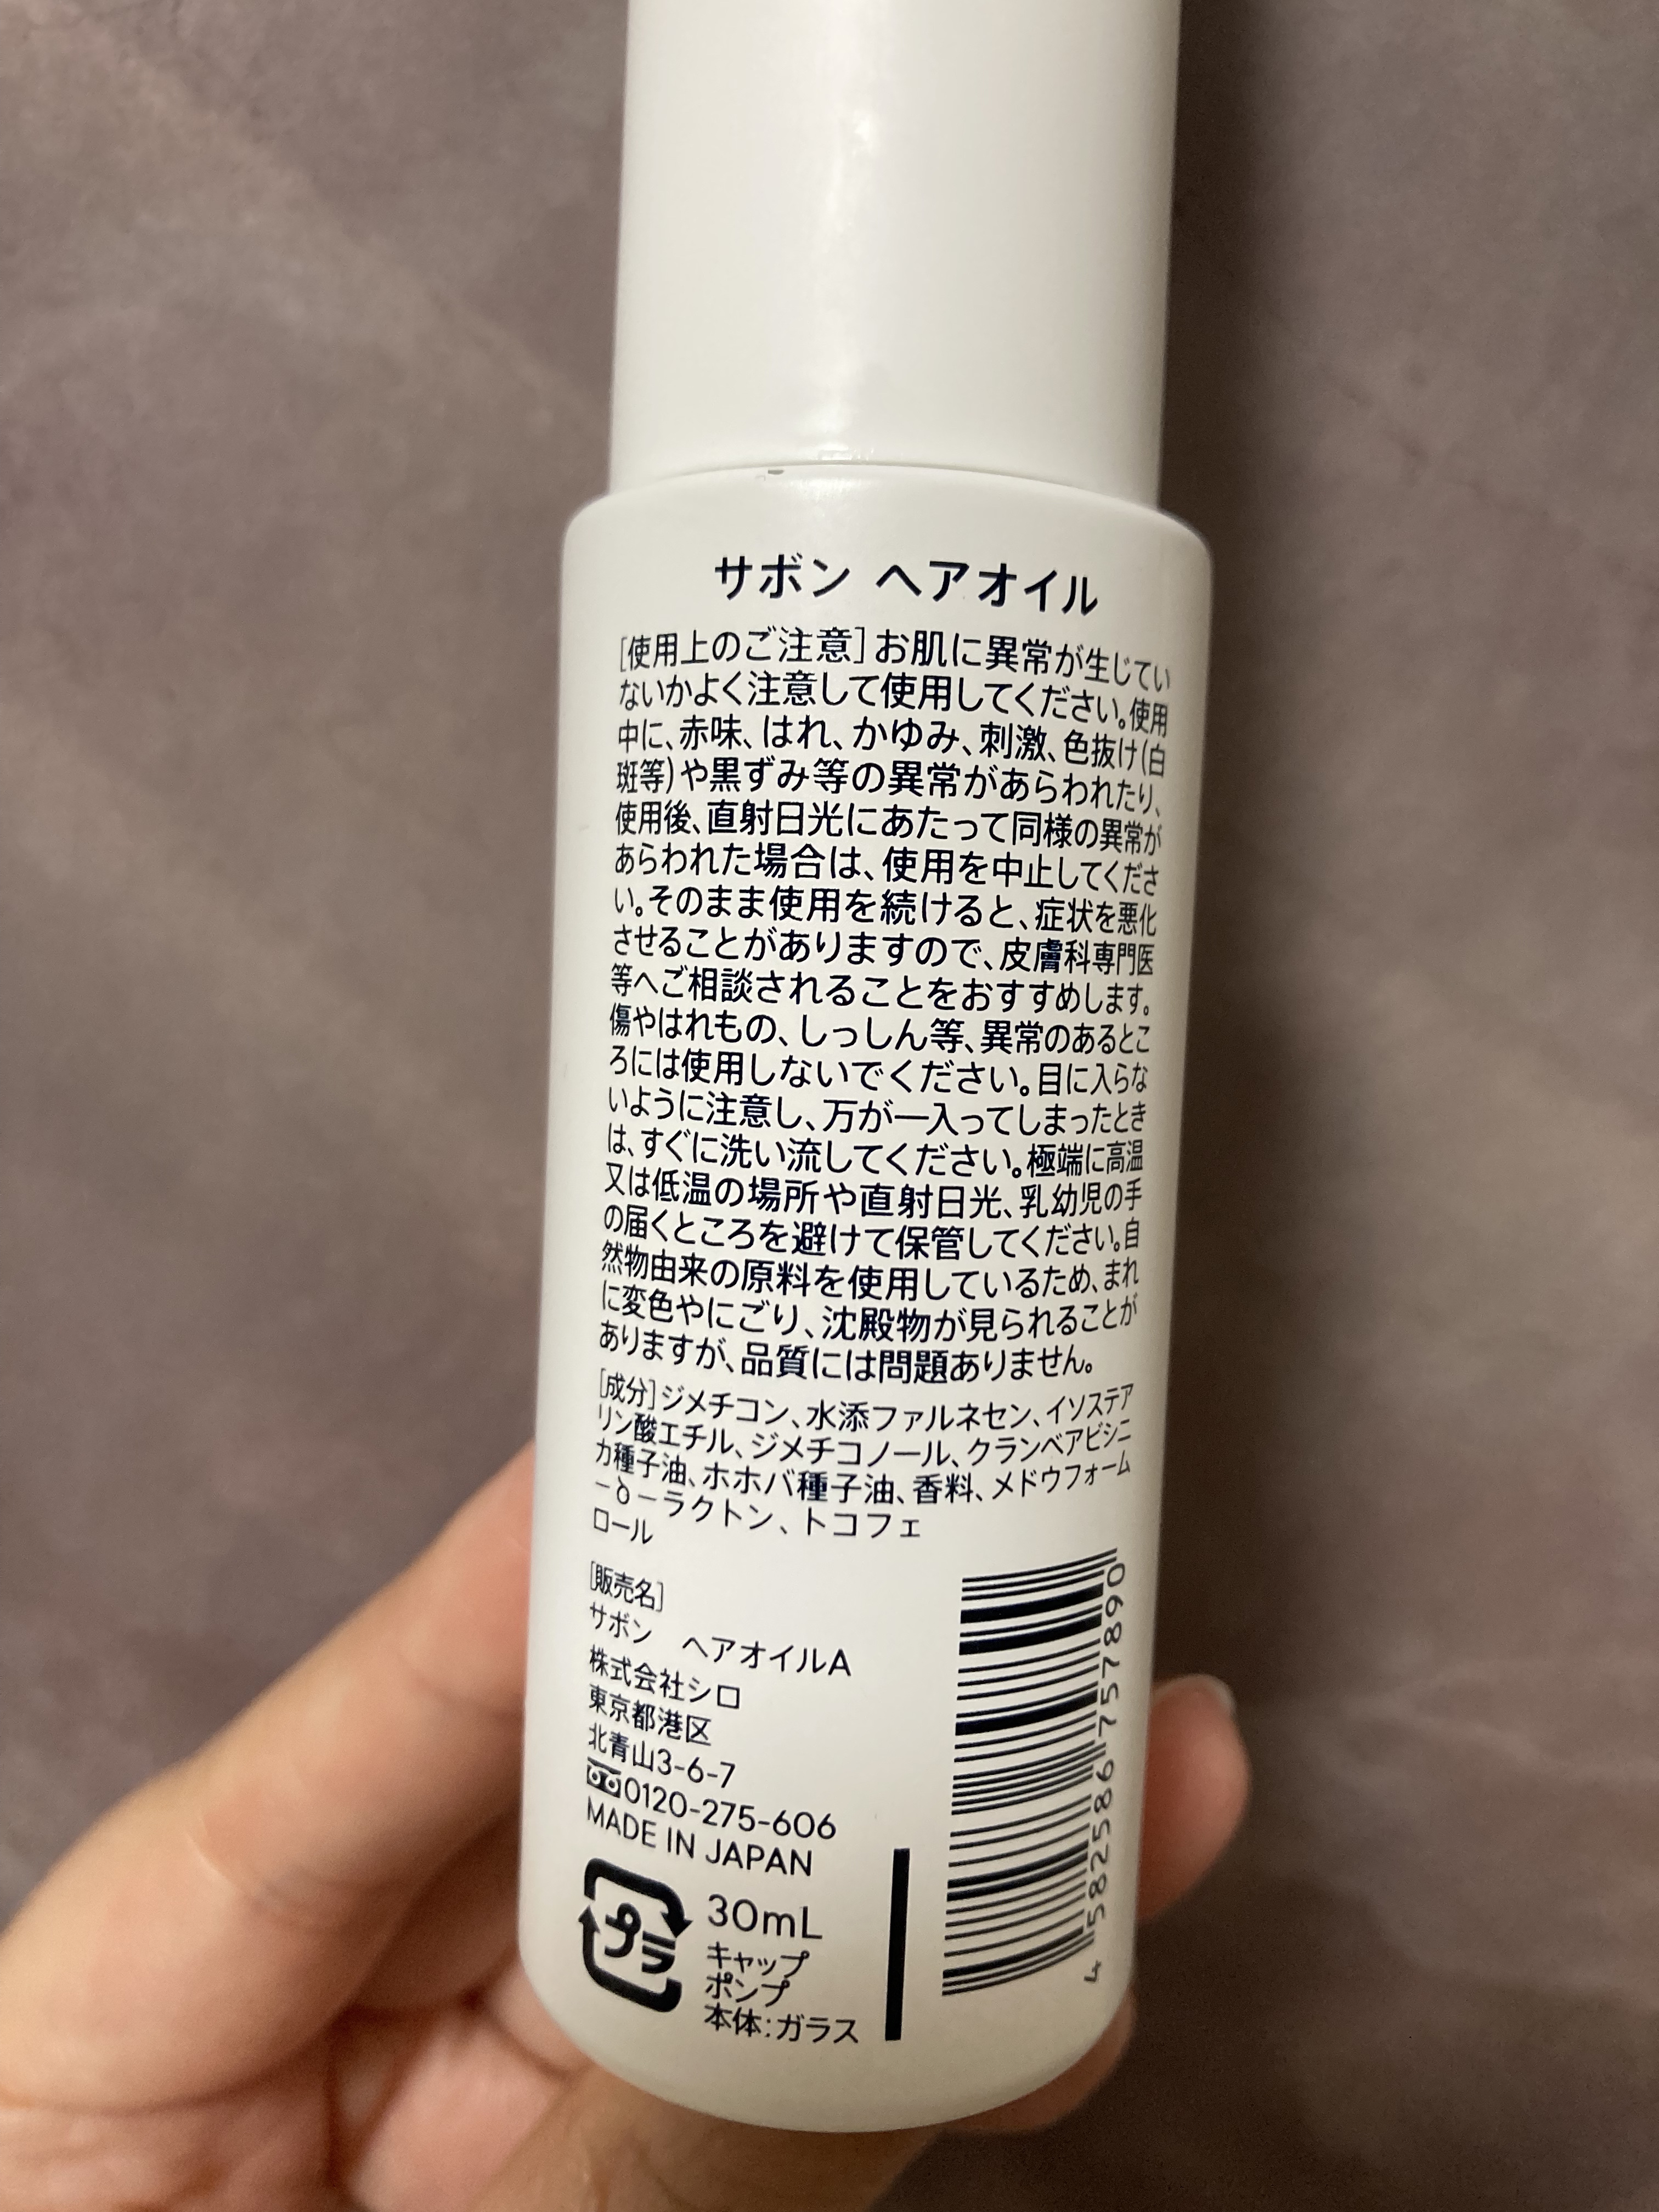 サボン ヘアオイル
[使用上のご注意]お肌に異常が生じてい
ないかよく注意して使用してください。使用
中に、赤味、はれ、かゆみ、刺激、色抜け(白
斑等)や黒ずみ等の異常があらわれたり、
使用後、直射日光にあたって同様の異常が
あらわれた場合は、使用を中止してくださ
い。そのまま使用を続けると、症状を悪化
させることがありますので、皮膚科専門医
等へご相談されることをおすすめします。
傷やはれもの、しっしん等、異常のあるとこ
ろには使用しないでください。目に入らな
いように注意し、万が一入ってしまったとき
は、すぐに洗い流してください。極端に高温
又は低温の場所や直射日光、乳幼児の手
の届くところを避けて保管してください。自
然物由来の原料を使用しているため、まれ
に変色やにごり、沈殿物が見られることが
ありますが、品質には問題ありません。
[成分]ジメチコン、水添ファルネセン、イソステア
リン酸エチル、ジメチコノール、クランベアビシニ
カ種子油、ホホバ種子油、香料、メドウフォーム
－δ－ラクトン、トコフェ
ロール
[販売名]
サボン　ヘアオイルA
株式会社シロ
東京都港区
北青山3-6-7
0120-275-606
MADE IN JAPAN
プラ
30mL
キャップ
ポンプ
本体:ガラス
4 582586 757890